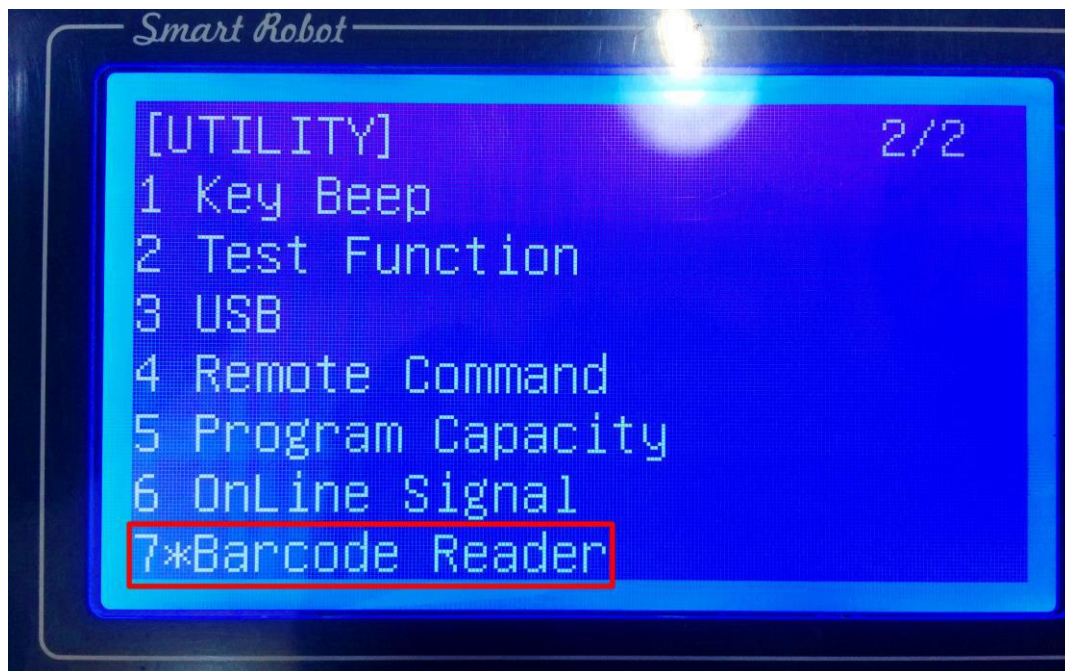 Smart Robot
[UTILITY] 2/2
1 Key Beep
2 Test Function
3 USB
4 Remote Command
5 Program Capacity
6 OnLine Signal
7*Barcode Reader